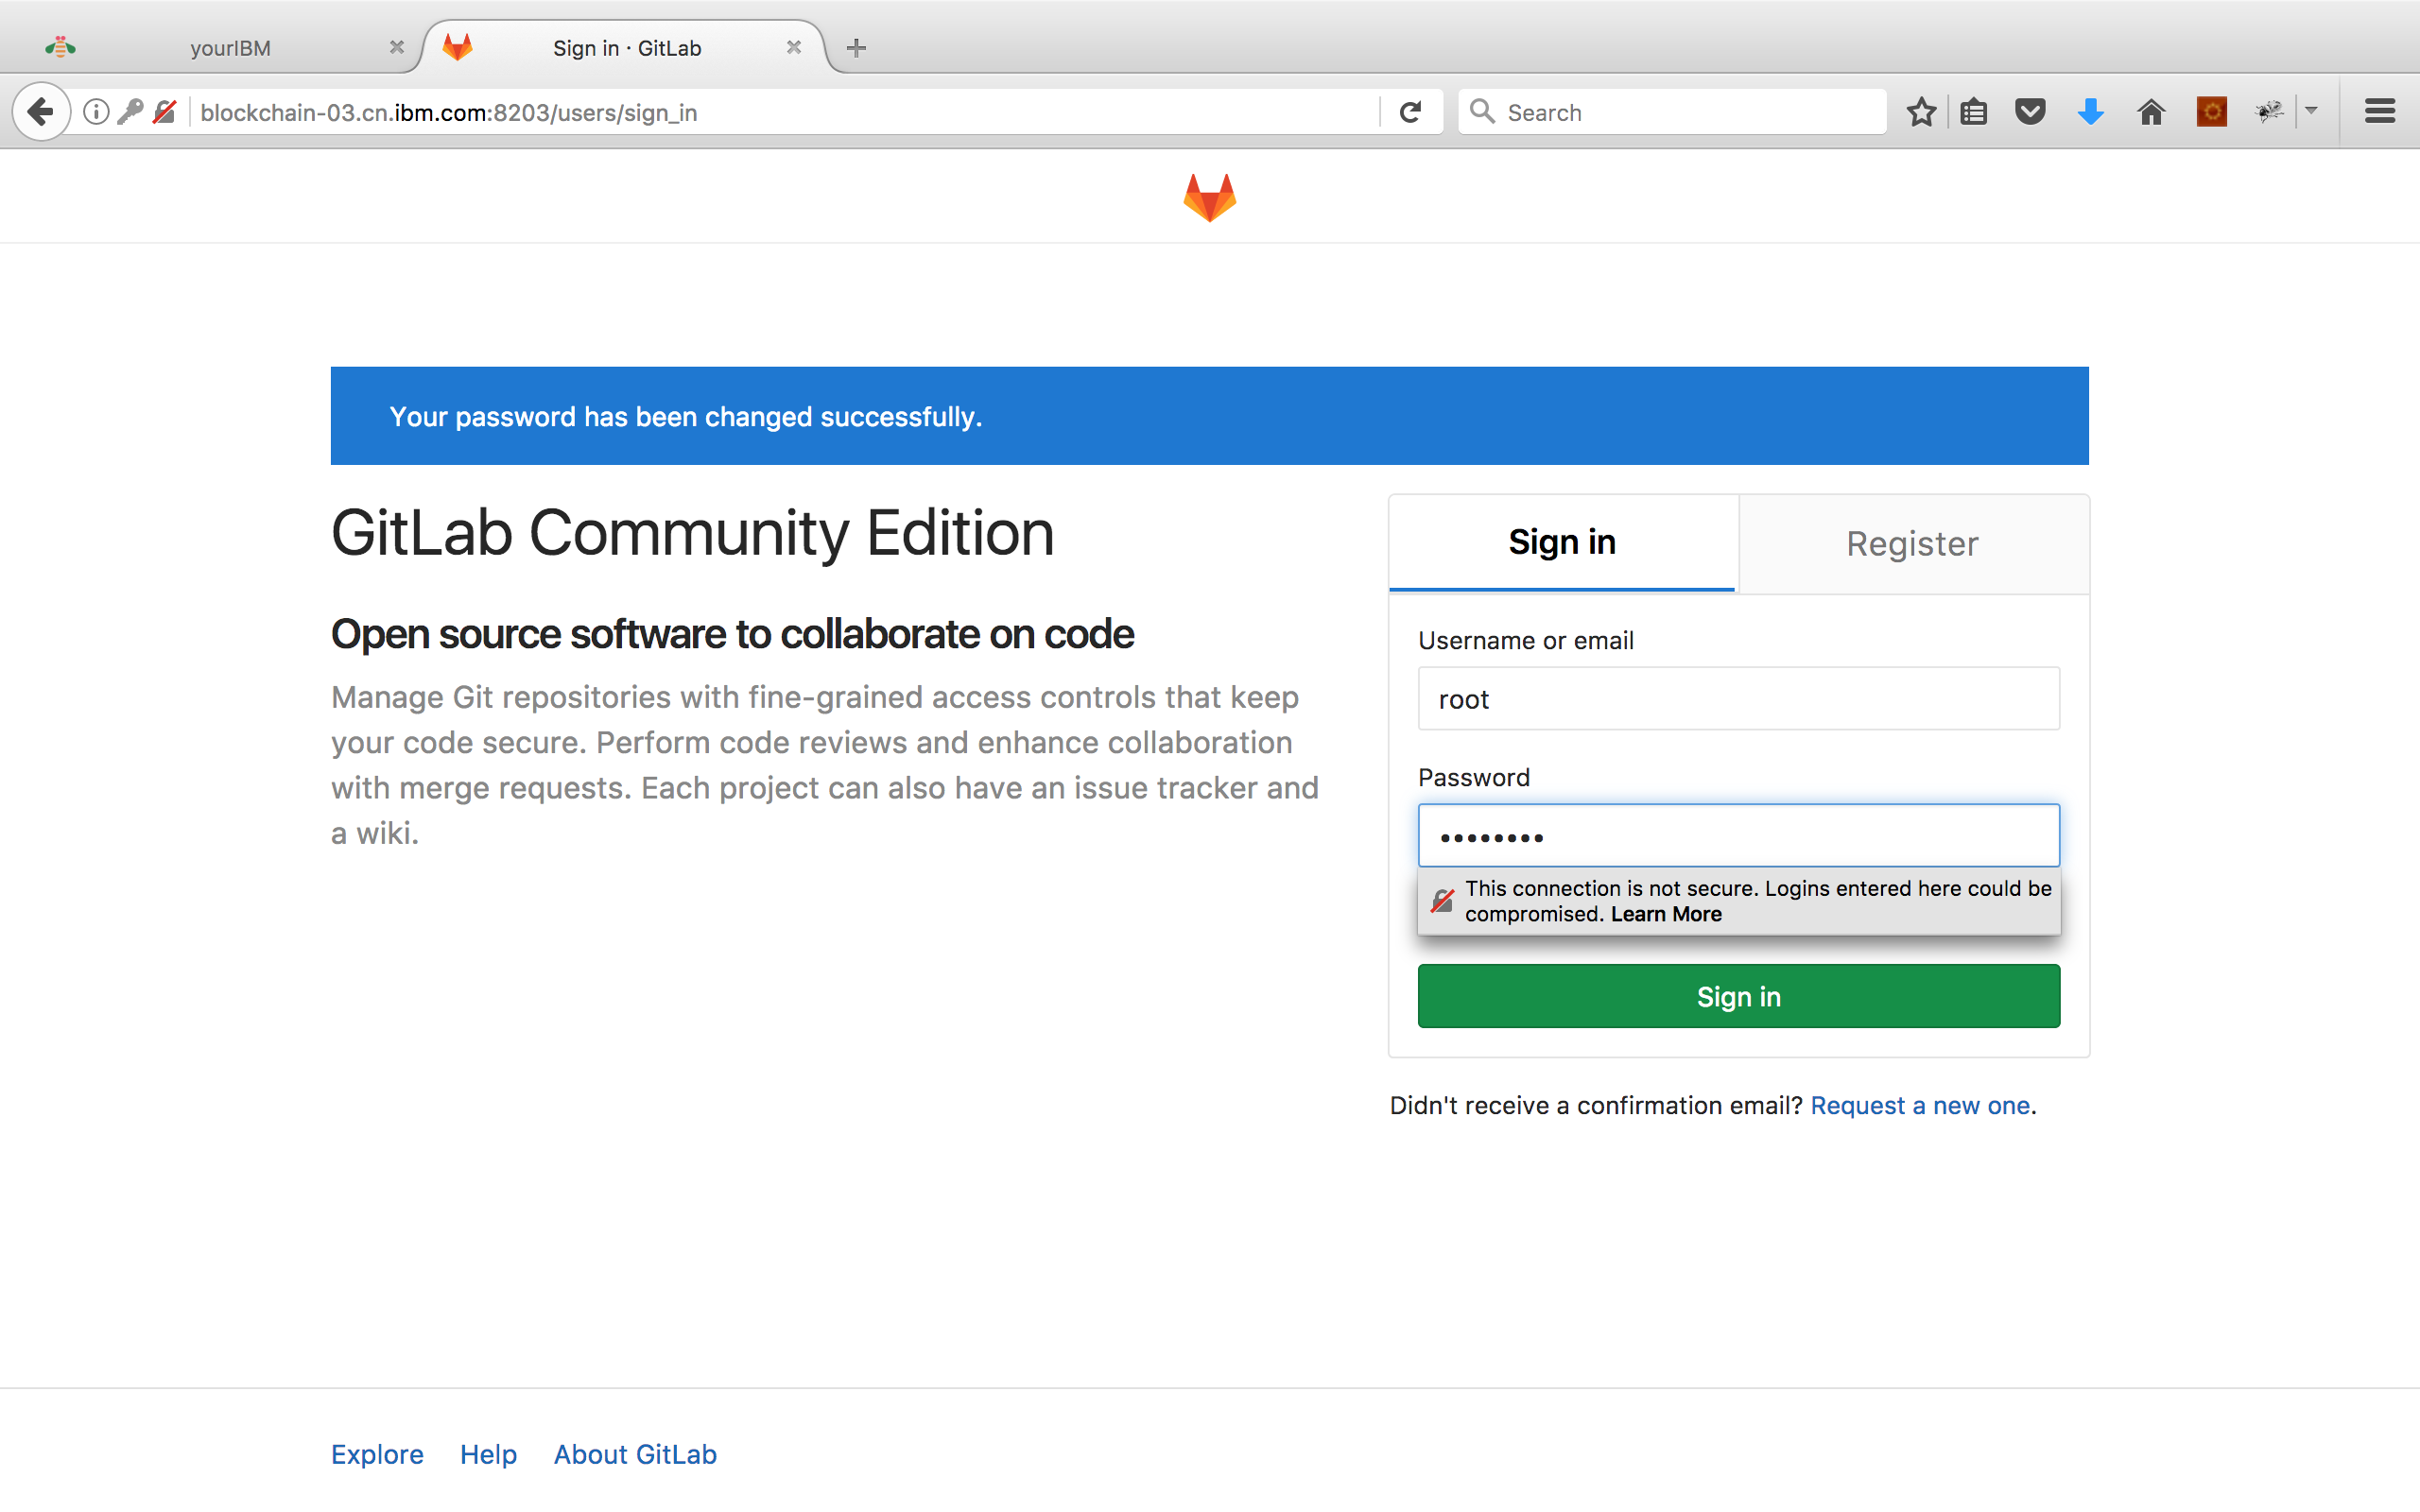 yourIBM
Sign in · GitLab
blockchain-03.cn.ibm.com:8203/users/sign_in
Search
Your password has been changed successfully.
GitLab Community Edition
Open source software to collaborate on code
Manage Git repositories with fine-grained access controls that keep
your code secure. Perform code reviews and enhance collaboration
with merge requests. Each project can also have an issue tracker and
a wiki.
Sign in
Register
Username or email
root
Password
••••••••
This connection is not secure. Logins entered here could be
compromised. Learn More
Sign in
Didn't receive a confirmation email? Request a new one.
Explore Help About GitLab